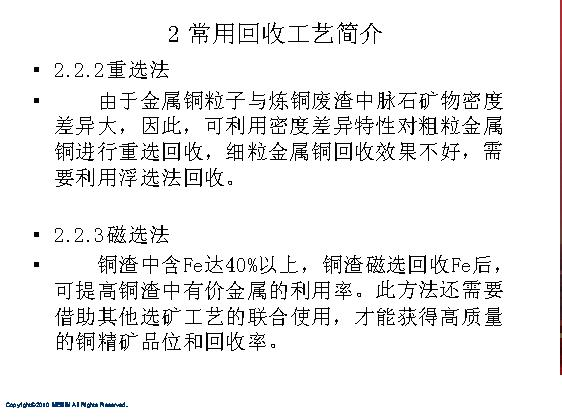 2 常用回收工艺简介
▪ 2.2.2重选法
▪ 由于金属铜粒子与炼铜废渣中脉石矿物密度
差异大，因此，可利用密度差异特性对粗粒金属
铜进行重选回收，细粒金属铜回收效果不好，需
要利用浮选法回收。
▪ 2.2.3磁选法
▪ 铜渣中含Fe达40%以上，铜渣磁选回收Fe后，
可提高铜渣中有价金属的利用率。此方法还需要
借助其他选矿工艺的联合使用，才能获得高质量
的铜精矿品位和回收率。
All Rights Reserved.